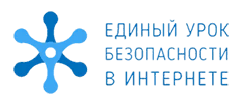 ЕДИНЫЙ УРОК
БЕЗОПАСНОСТИ
В ИНТЕРНЕТЕ